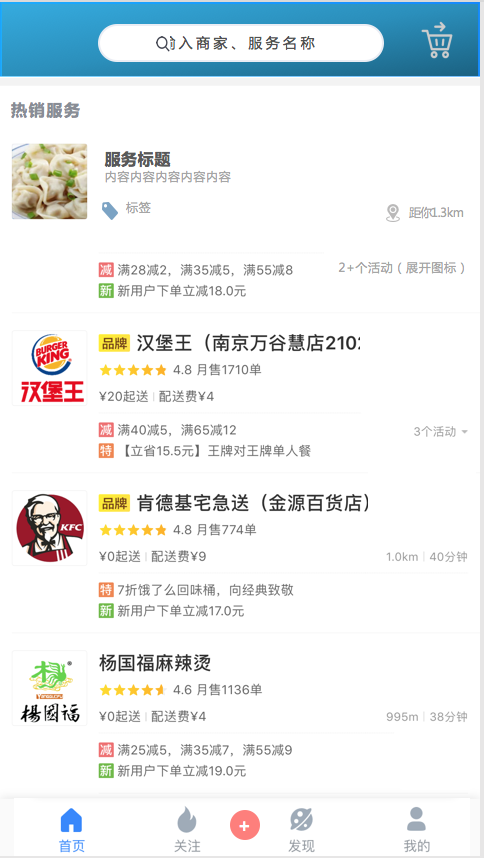 输入商家、服务名称
热销服务
服务标题
内容内容内容内容内容
标签
距你1.3km
满28减2，满35减5，满55减8
2+个活动（展开图标）
新用户下单立减18.0元
BURGER KING
汉堡王
品牌 汉堡王（南京万谷慧店2102
4.8 月售1710单
¥20起送 配送费¥4
减 满40减5，满65减12
3个活动
特 【立省15.5元】王牌对王牌单人餐
KFC
品牌 肯德基宅急送（金源百货店）
4.8 月售774单
¥0起送 配送费¥9
1.0km 40分钟
特 7折饿了么回味桶，向经典致敬
新 新用户下单立减17.0元
楊國福
杨国福麻辣烫
4.6 月售1136单
¥0起送 配送费¥4
995m 38分钟
减 满25减5，满35减7，满55减9
新 新用户下单立减19.0元
首页
关注
发现
我的